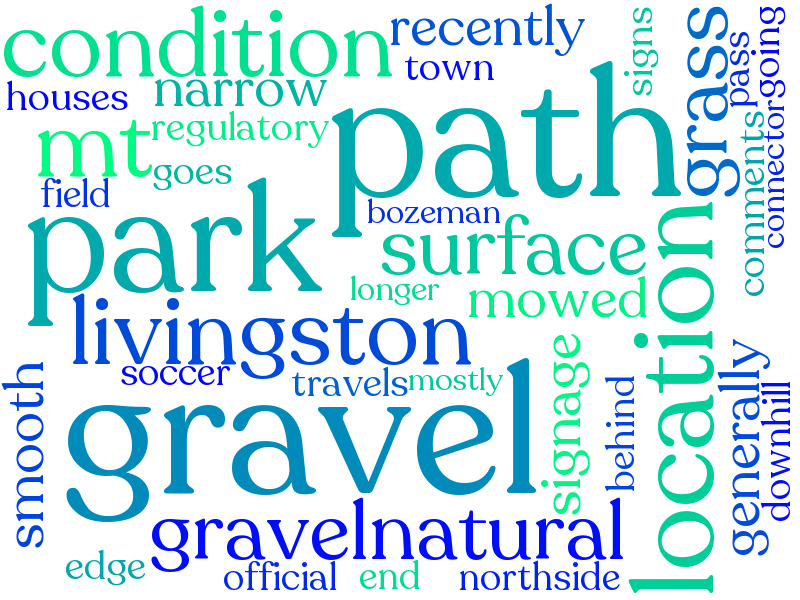 condition
recently
signs
grass
pass
going
houses
narrow
town
mt
regulatory
path
goes
field
bozeman
comments
connector
park
surface
location
longer
mowed
livingston
soccer
travels
mostly
signage
behind
generally
downhill
smooth
gravel
gravelnatural
edge
official
end
northside